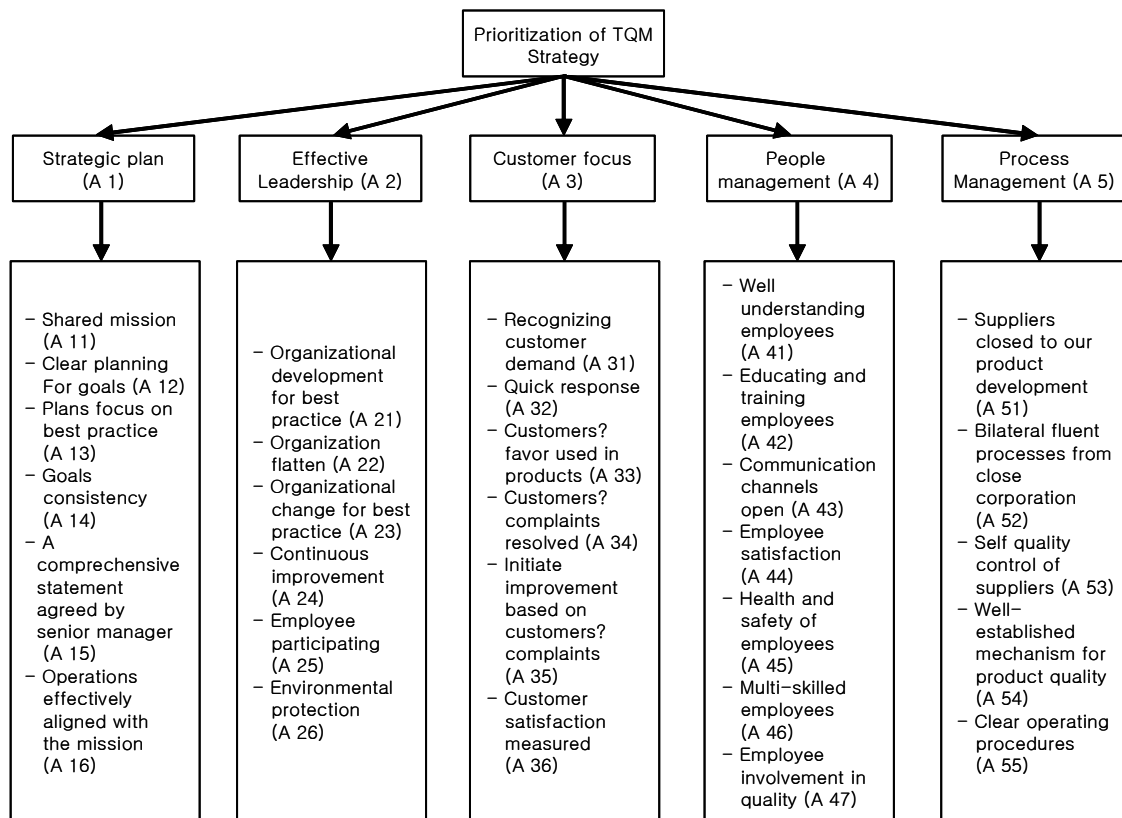 Prioritization of TQM
Strategy
Strategic plan
(A 1)
Effective
Leadership (A 2)
Customer focus
(A 3)
People
management (A 4)
Process
Management (A 5)
- Shared mission
(A 11)
- Clear planning
For goals (A 12)
- Plans focus on
best practice
(A 13)
- Goals
consistency
(A 14)
- A
comprehensive
statement
agreed by
senior manager
(A 15)
- Operations
effectively
aligned with
the mission
(A 16)
- Organizational
development
for best
practice (A 21)
- Organization
flatten (A 22)
- Organizational
change for best
practice (A 23)
- Continuous
improvement
(A 24)
- Employee
participating
(A 25)
- Environmental
protection
(A 26)
- Recognizing
customer
demand (A 31)
- Quick response
(A 32)
- Customers?
favor used in
products (A 33)
- Customers?
complaints
resolved (A 34)
- Initiate
improvement
based on
customers?
complaints
(A 35)
- Customer
satisfaction
measured
(A 36)
- Well
understanding
employees
(A 41)
- Educating and
training
employees
(A 42)
- Communication
channels
open (A 43)
- Employee
satisfaction
(A 44)
- Health and
safety of
employees
(A 45)
- Multi-skilled
employees
(A 46)
- Employee
involvement in
quality (A 47)
- Suppliers
closed to our
product
development
(A 51)
- Bilateral fluent
processes from
close
corporation
(A 52)
- Self quality
control of
suppliers (A 53)
- Well-
established
mechanism for
product quality
(A 54)
- Clear operating
procedures
(A 55)